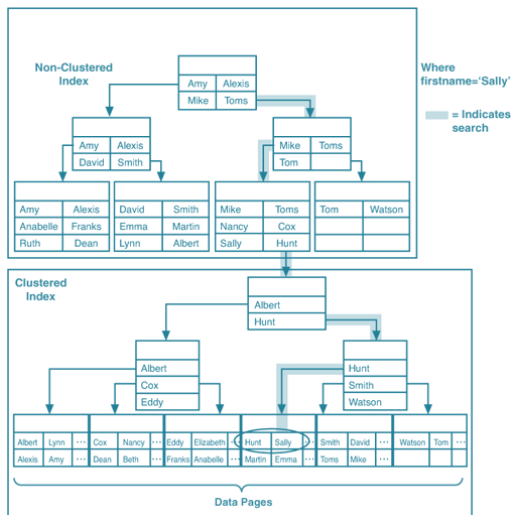 Non-Clustered
Index
Where
firstname='Sally'
= Indicates
search
Amy Alexis
Mike Toms
Amy Alexis
David Smith
Mike Toms
Tom
Amy Alexis
Anabelle Franks
Ruth Dean
David Smith
Emma Martin
Lynn Albert
Mike Toms
Nancy Cox
Sally Hunt
Tom Watson
Clustered
Index
Albert
Hunt
Albert
Cox
Eddy
Hunt
Smith
Watson
Albert Lynn ... Cox Nancy ... Eddy Elizabeth ... Hunt Sally ... Smith David ... Watson Tom ...
Alexis Amy ... Dean Beth ... Franks Anabelle ... Martin Emma ... Toms Mike ...
Data Pages